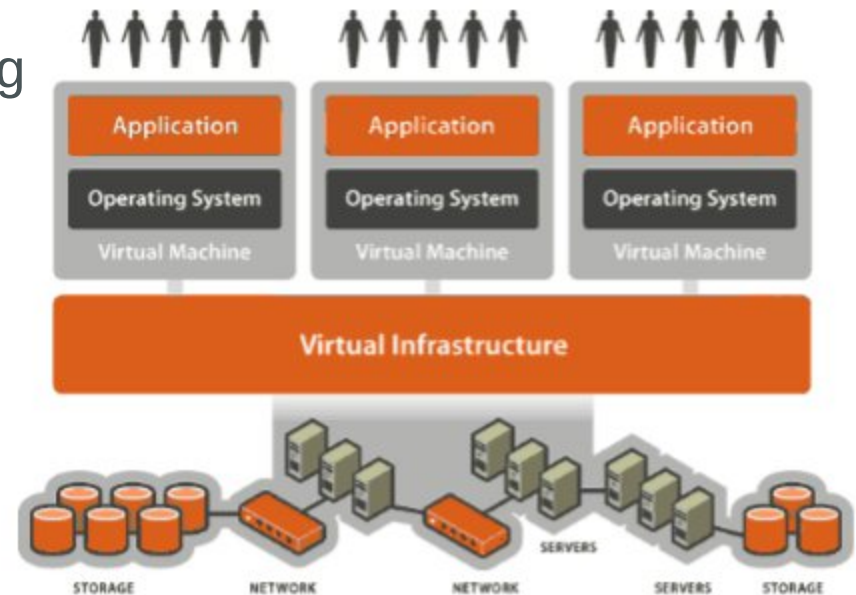 g
Application
Application
Application
Operating System
Operating System
Operating System
Virtual Machine
Virtual Machine
Virtual Machine
Virtual Infrastructure
SERVERS
STORAGE
NETWORK
NETWORK
SERVERS
STORAGE